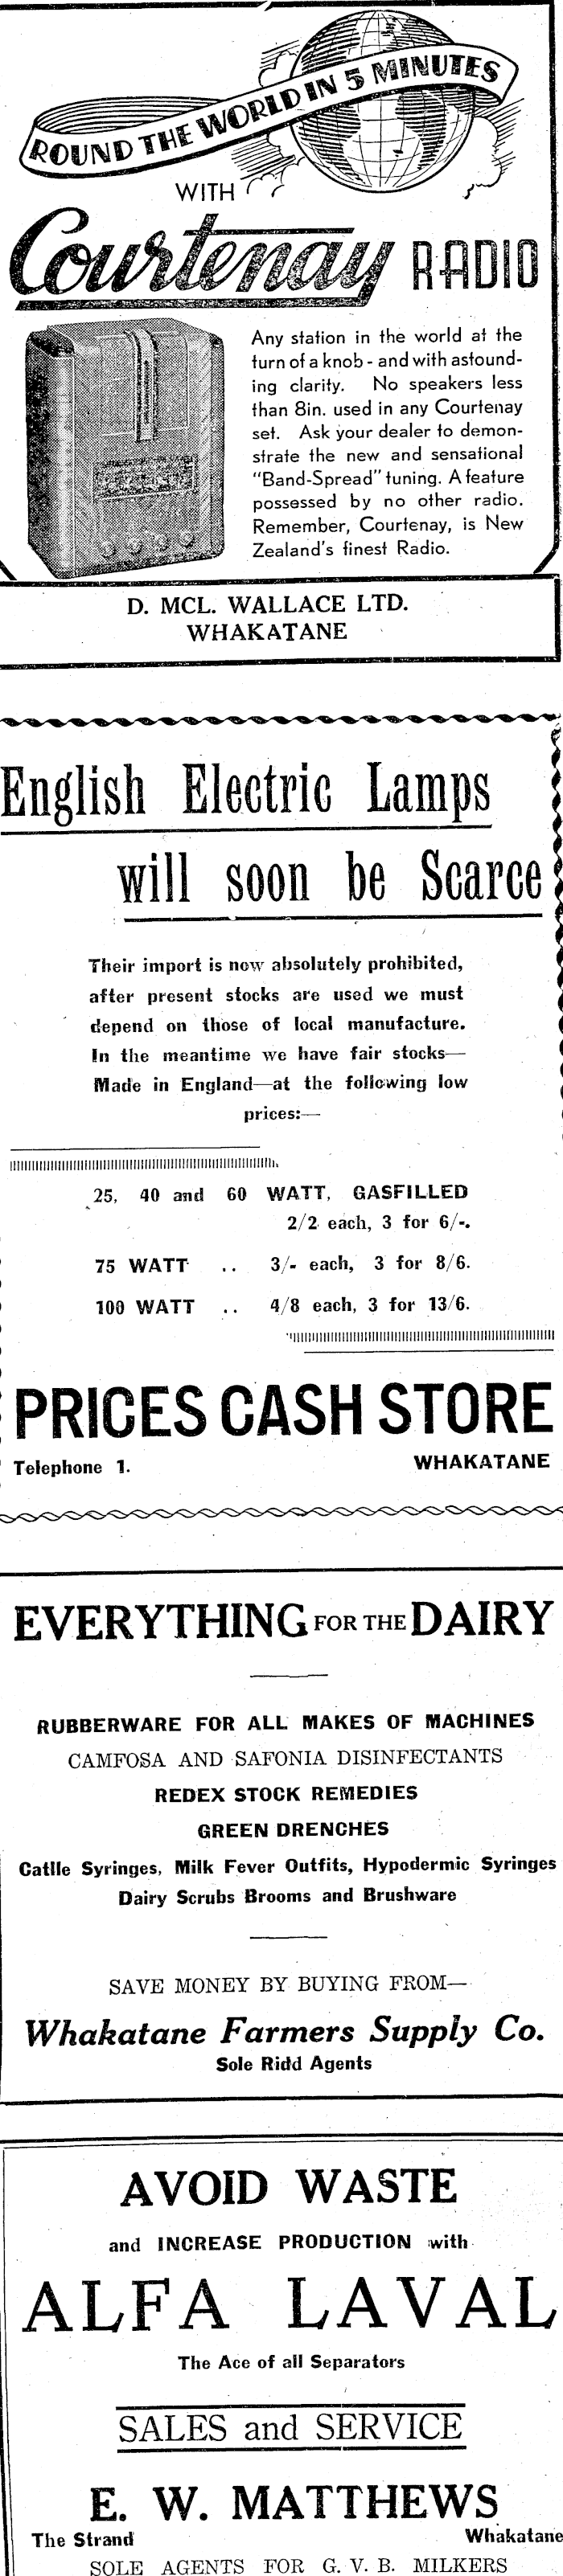 ROUND THE WORLD IN 5 MINUTES
WITH
Courtenay RADIO
Any station in the world at the
turn of a knob - and with astound-
ing clarity. No speakers less
than 8in. used in any Courtenay
set. Ask your dealer to demon-
strate the new and sensational
"Band-Spread" tuning. A feature
possessed by no other radio.
Remember, Courtenay, is New
Zealand's finest Radio.
D. MCL. WALLACE LTD.
WHAKATANE
English Electric Lamps
will soon be Scarce
Their import is now absolutely prohibited,
after present stocks are used we must
depend on those of local manufacture.
In the meantime we have fair stocks—
Made in England—at the following low
prices:—
25, 40 and 60 WATT, GASFILLED
2/2 each, 3 for 6/-.
75 WATT .. 3/- each, 3 for 8/6.
100 WATT .. 4/8 each, 3 for 13/6.
PRICES CASH STORE
Telephone 1. WHAKATANE
EVERYTHING FOR THE DAIRY
RUBBERWARE FOR ALL MAKES OF MACHINES
CAMFOSA AND SAFONIA DISINFECTANTS
REDEX STOCK REMEDIES
GREEN DRENCHES
Catlle Syringes, Milk Fever Outfits, Hypodermic Syringes
Dairy Scrubs Brooms and Brushware
SAVE MONEY BY BUYING FROM—
Whakatane Farmers Supply Co.
Sole Ridd Agents
AVOID WASTE
and INCREASE PRODUCTION with
ALFA LAVAL
The Ace of all Separators
SALES and SERVICE
E. W. MATTHEWS
The Strand Whakatane
SOLE AGENTS FOR G. V. B. MILKERS